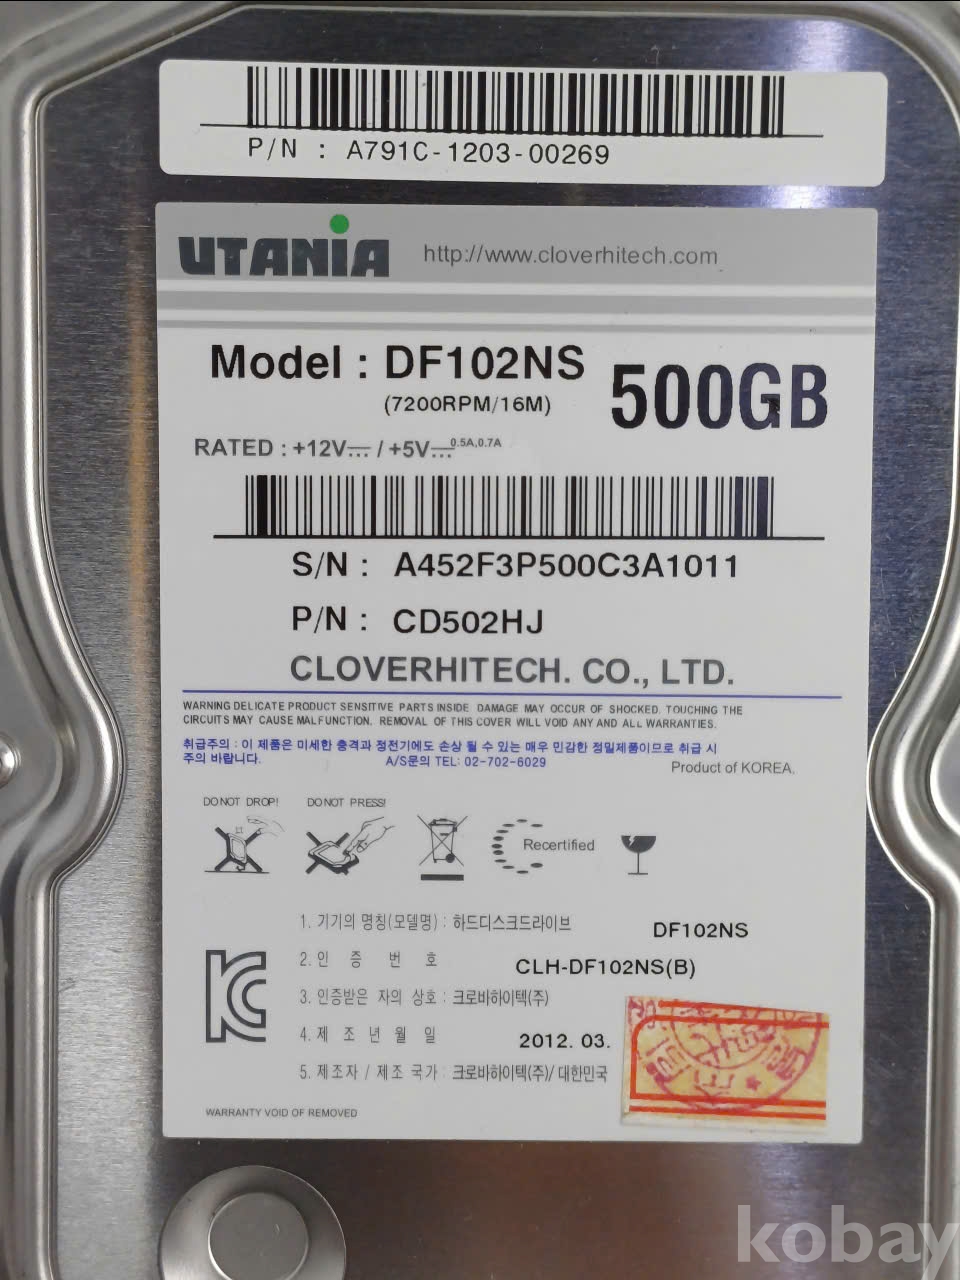 P/N : A791C-1203-00269
UTANIA http://www.cloverhitech.com
Model : DF102NS 500GB
(7200RPM/16M)
RATED : +12V⎓ / +5V⎓ 0.5A,0.7A
S/N : A452F3P500C3A1011
P/N : CD502HJ
CLOVERHITECH. CO., LTD.
WARNING DELICATE PRODUCT SENSITIVE PARTS INSIDE DAMAGE MAY OCCUR OF SHOCKED. TOUCHING THE
CIRCUITS MAY CAUSE MALFUNCTION. REMOVAL OF THIS COVER WILL VOID ANY AND ALL WARRANTIES.
취급주의 : 이 제품은 미세한 충격과 정전기에도 손상 될 수 있는 매우 민감한 정밀제품이므로 취급 시
주의 바랍니다. A/S문의 TEL: 02-702-6029
Product of KOREA.
DO NOT DROP! DO NOT PRESS!
Recertified
1. 기기의 명칭(모델명) : 하드디스크드라이브 DF102NS
2. 인 증 번 호 CLH-DF102NS(B)
3. 인증받은 자의 상호 : 크로바하이텍(주)
4. 제 조 년 월 일 2012. 03.
5. 제조자 / 제조 국가 : 크로바하이텍(주)/ 대한민국
WARRANTY VOID OF REMOVED
kobay